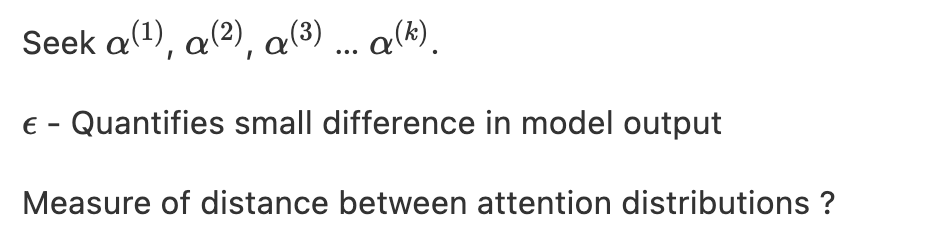 Seek α⁽¹⁾, α⁽²⁾, α⁽³⁾ ... α⁽ᵏ⁾.
ϵ - Quantifies small difference in model output
Measure of distance between attention distributions ?